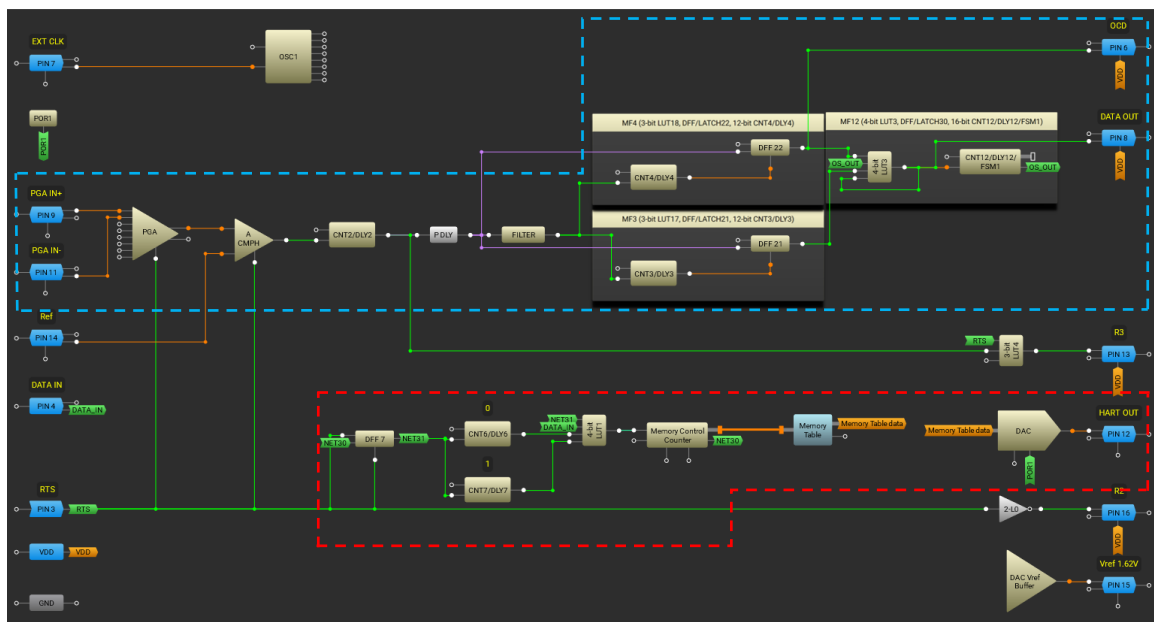 EXT CLK
PIN 7
OSC1
OCD
PIN 6
VDD
POR1
POR1
MF4 (3-bit LUT18, DFF/LATCH22, 12-bit CNT4/DLY4)
MF12 (4-bit LUT3, DFF/LATCH30, 16-bit CNT12/DLY12/FSM1)
DATA OUT
PIN 8
VDD
DFF 22
CNT4/DLY4
OS_OUT
4-bit
LUT3
CNT12/DLY12/
FSM1
OS_OUT
PGA IN+
PIN 9
PGA
A
CMPH
CNT2/DLY2
P DLY
FILTER
MF3 (3-bit LUT17, DFF/LATCH21, 12-bit CNT3/DLY3)
DFF 21
CNT3/DLY3
PGA IN-
PIN 11
Ref
PIN 14
RTS
3-bit
LUT4
R3
PIN 13
VDD
DATA IN
PIN 4
DATA_IN
0
NET30
DFF 7
NET31
CNT6/DLY6
NET31
DATA_IN
4-bit
LUT1
Memory Control
Counter
NET30
Memory
Table
Memory Table data
Memory Table data
DAC
POR1
HART OUT
PIN 12
1
CNT7/DLY7
RTS
PIN 3
RTS
2-L0
R2
PIN 16
VDD
VDD
VDD
Vref 1.62V
DAC Vref
Buffer
PIN 15
GND